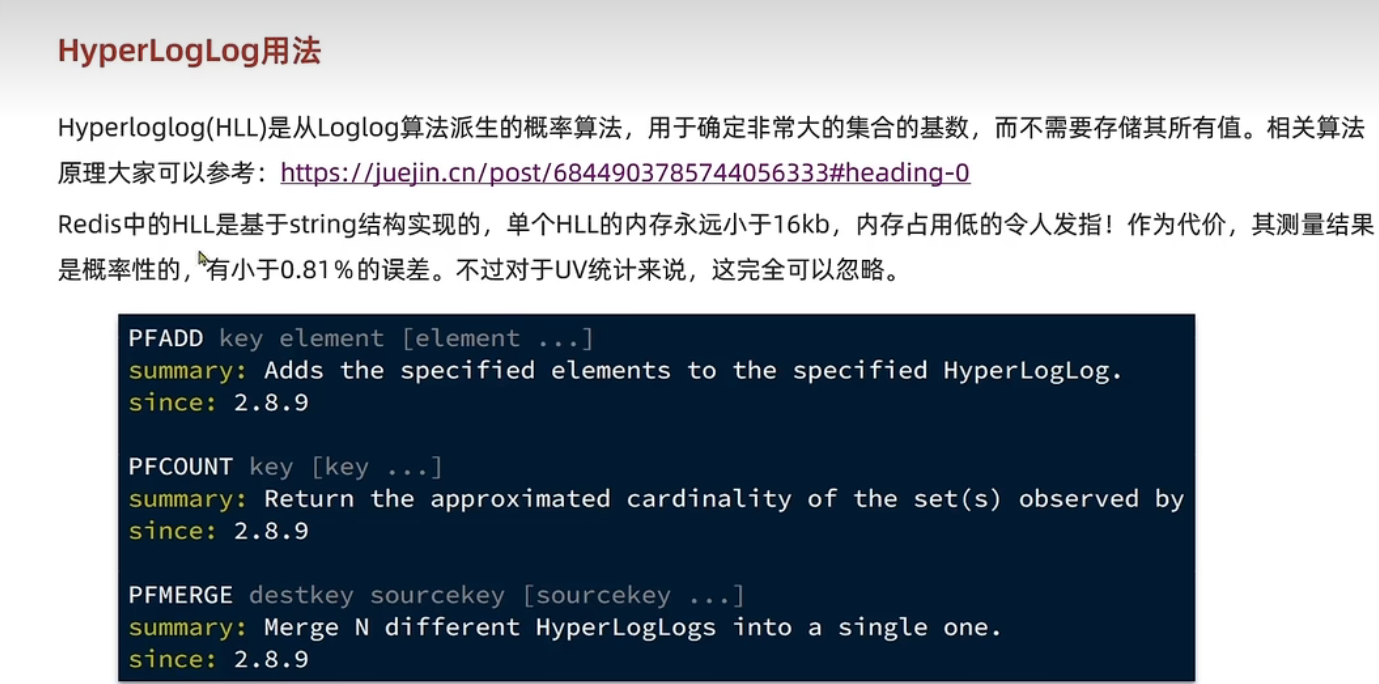 HyperLogLog用法
Hyperloglog(HLL)是从Loglog算法派生的概率算法，用于确定非常大的集合的基数，而不需要存储其所有值。相关算法
原理大家可以参考：https://juejin.cn/post/6844903785744056333#heading-0
Redis中的HLL是基于string结构实现的，单个HLL的内存永远小于16kb，内存占用低的令人发指！作为代价，其测量结果
是概率性的，有小于0.81％的误差。不过对于UV统计来说，这完全可以忽略。
PFADD key element [element ...]
summary: Adds the specified elements to the specified HyperLogLog.
since: 2.8.9
PFCOUNT key [key ...]
summary: Return the approximated cardinality of the set(s) observed by
since: 2.8.9
PFMERGE destkey sourcekey [sourcekey ...]
summary: Merge N different HyperLogLogs into a single one.
since: 2.8.9